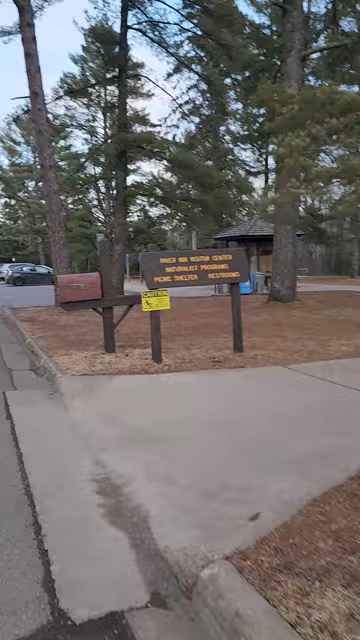 RIVER INN VISITOR CENTER
NATURALIST PROGRAMS
PICNIC SHELTER RESTROOMS
CAUTION